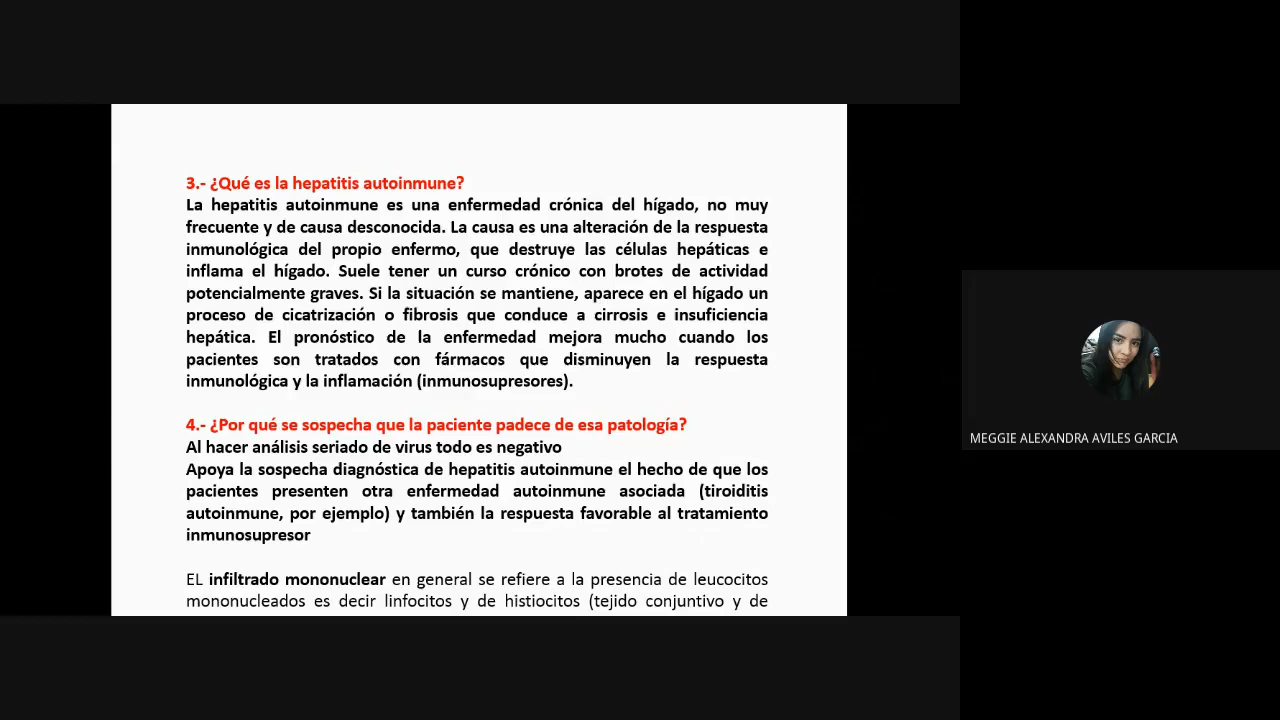 3.- ¿Qué es la hepatitis autoinmune?
La hepatitis autoinmune es una enfermedad crónica del hígado, no muy
frecuente y de causa desconocida. La causa es una alteración de la respuesta
inmunológica del propio enfermo, que destruye las células hepáticas e
inflama el hígado. Suele tener un curso crónico con brotes de actividad
potencialmente graves. Si la situación se mantiene, aparece en el hígado un
proceso de cicatrización o fibrosis que conduce a cirrosis e insuficiencia
hepática. El pronóstico de la enfermedad mejora mucho cuando los
pacientes son tratados con fármacos que disminuyen la respuesta
inmunológica y la inflamación (inmunosupresores).
4.- ¿Por qué se sospecha que la paciente padece de esa patología?
Al hacer análisis seriado de virus todo es negativo
Apoya la sospecha diagnóstica de hepatitis autoinmune el hecho de que los
pacientes presenten otra enfermedad autoinmune asociada (tiroiditis
autoinmune, por ejemplo) y también la respuesta favorable al tratamiento
inmunosupresor
EL infiltrado mononuclear en general se refiere a la presencia de leucocitos
mononucleados es decir linfocitos y de histiocitos (tejido conjuntivo y de
MEGGIE ALEXANDRA AVILES GARCIA